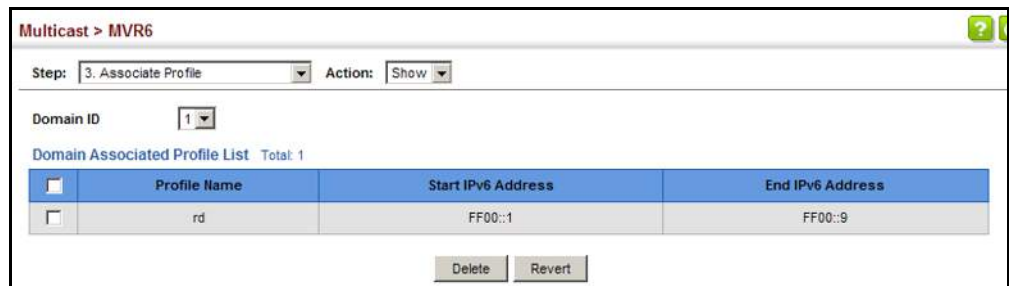 Multicast > MVR6
?
Step: 3. Associate Profile Action: Show
Domain ID 1
Domain Associated Profile List Total: 1
Profile Name Start IPv6 Address End IPv6 Address
rd FF00::1 FF00::9
Delete Revert